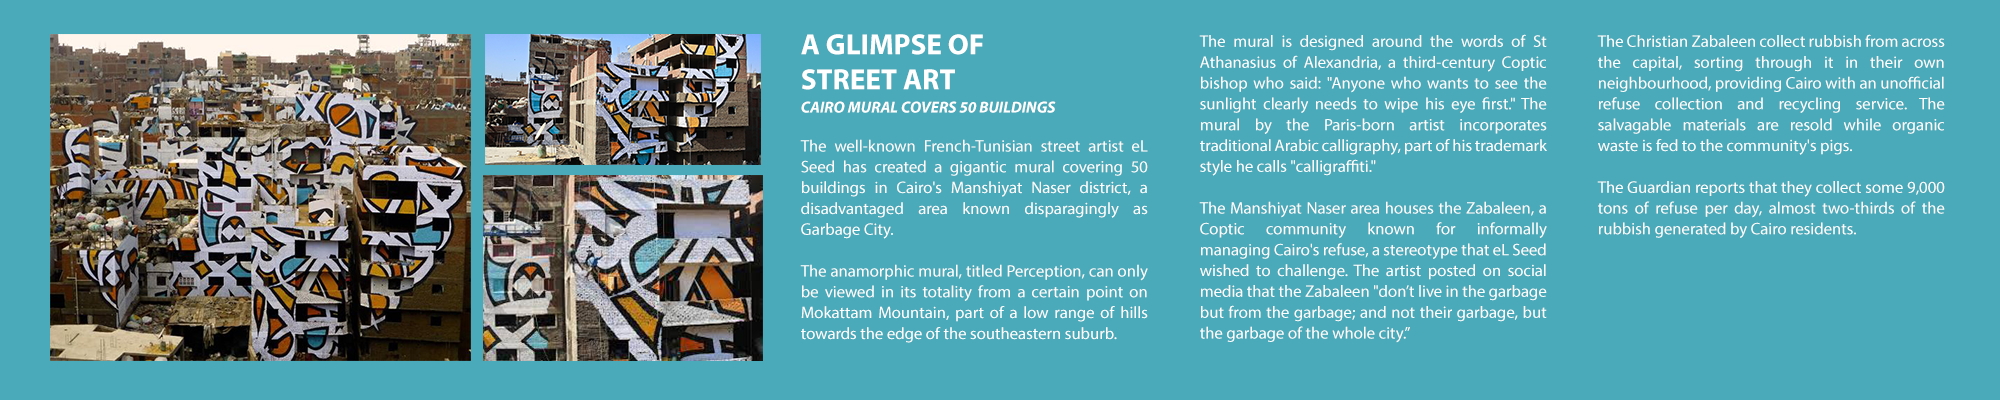 A GLIMPSE OF
STREET ART
CAIRO MURAL COVERS 50 BUILDINGS
The well-known French-Tunisian street artist eL
Seed has created a gigantic mural covering 50
buildings in Cairo's Manshiyat Naser district, a
disadvantaged area known disparagingly as
Garbage City.
The anamorphic mural, titled Perception, can only
be viewed in its totality from a certain point on
Mokattam Mountain, part of a low range of hills
towards the edge of the southeastern suburb.
The mural is designed around the words of St
Athanasius of Alexandria, a third-century Coptic
bishop who said: "Anyone who wants to see the
sunlight clearly needs to wipe his eye first." The
mural by the Paris-born artist incorporates
traditional Arabic calligraphy, part of his trademark
style he calls "calligraffiti."
The Manshiyat Naser area houses the Zabaleen, a
Coptic community known for informally
managing Cairo's refuse, a stereotype that eL Seed
wished to challenge. The artist posted on social
media that the Zabaleen "don’t live in the garbage
but from the garbage; and not their garbage, but
the garbage of the whole city.”
The Christian Zabaleen collect rubbish from across
the capital, sorting through it in their own
neighbourhood, providing Cairo with an unofficial
refuse collection and recycling service. The
salvagable materials are resold while organic
waste is fed to the community's pigs.
The Guardian reports that they collect some 9,000
tons of refuse per day, almost two-thirds of the
rubbish generated by Cairo residents.